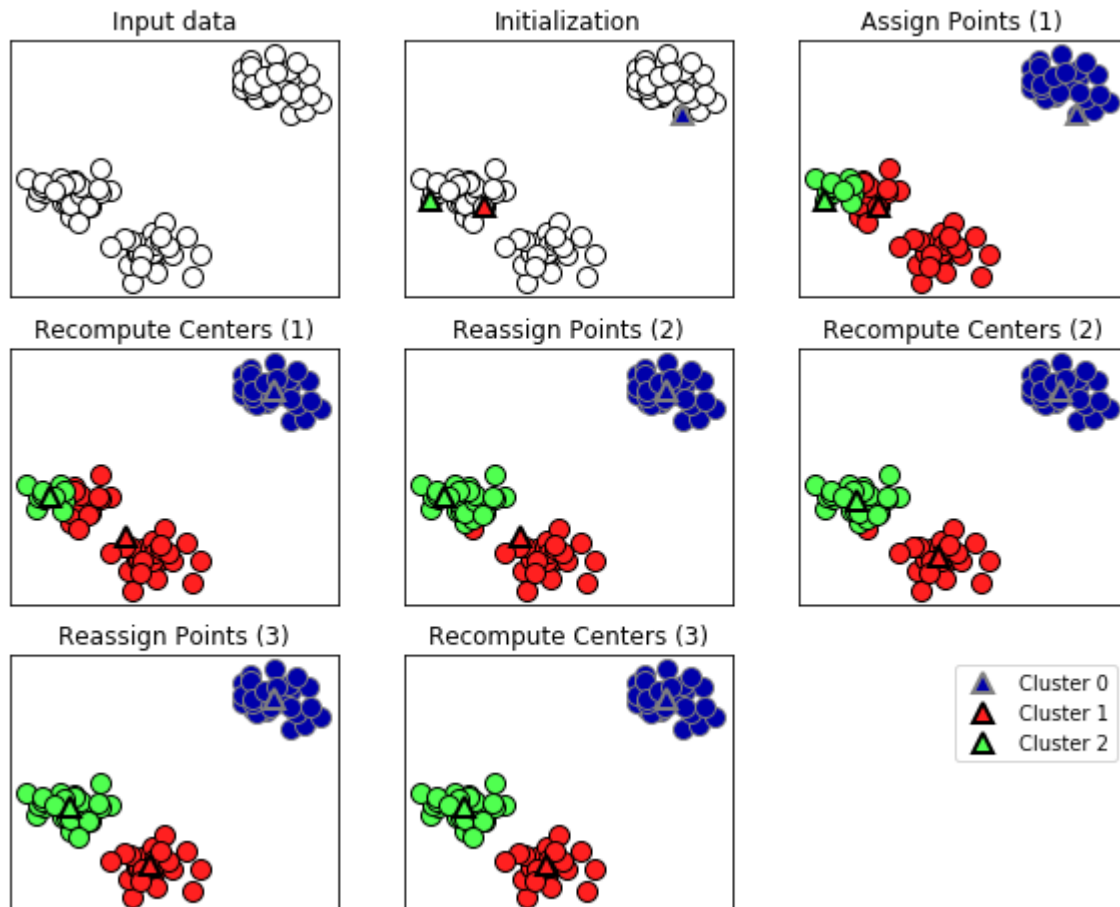 Input data
Initialization
Assign Points (1)
Recompute Centers (1)
Reassign Points (2)
Recompute Centers (2)
Reassign Points (3)
Recompute Centers (3)
Cluster 0
Cluster 1
Cluster 2